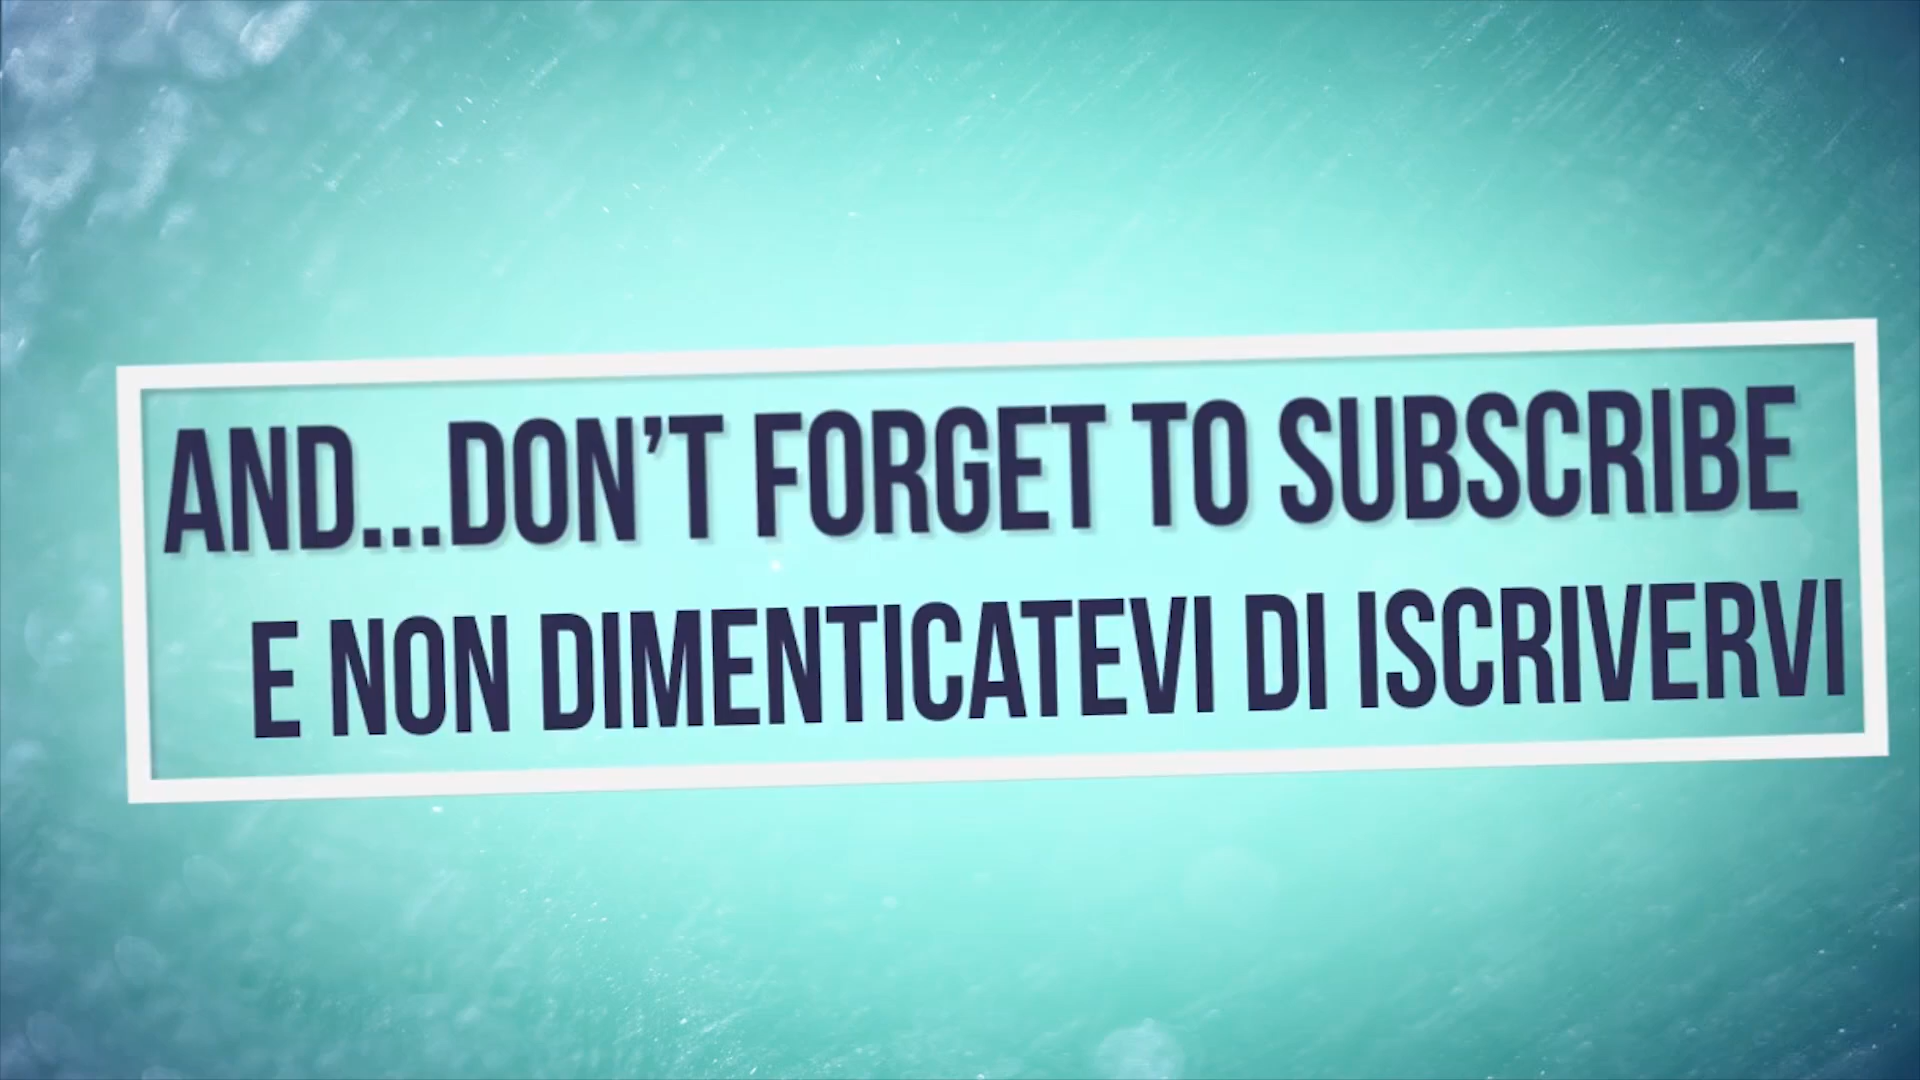 AND...DON’T FORGET TO SUBSCRIBE
E NON DIMENTICATEVI DI ISCRIVERVI